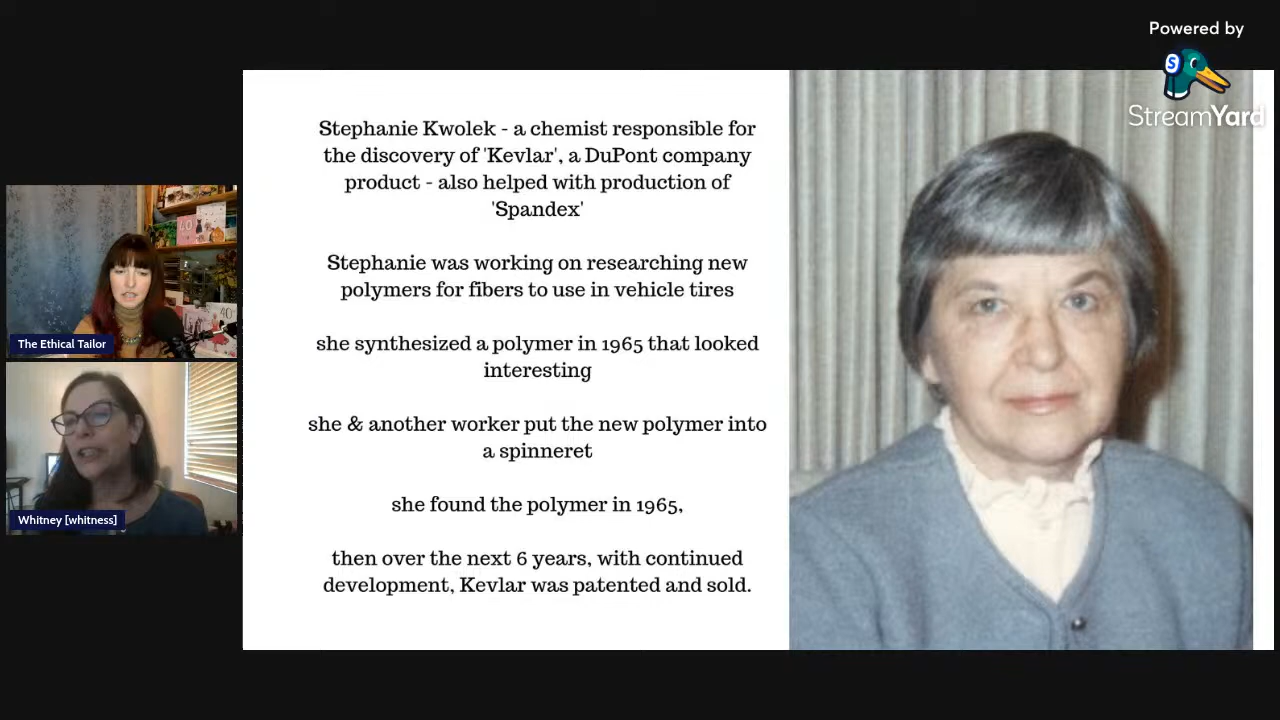 Powered by
StreamYard
Stephanie Kwolek - a chemist responsible for
the discovery of 'Kevlar', a DuPont company
product - also helped with production of
'Spandex'
Stephanie was working on researching new
polymers for fibers to use in vehicle tires
she synthesized a polymer in 1965 that looked
interesting
she & another worker put the new polymer into
a spinneret
she found the polymer in 1965,
then over the next 6 years, with continued
development, Kevlar was patented and sold.
The Ethical Tailor
Whitney [whitness]